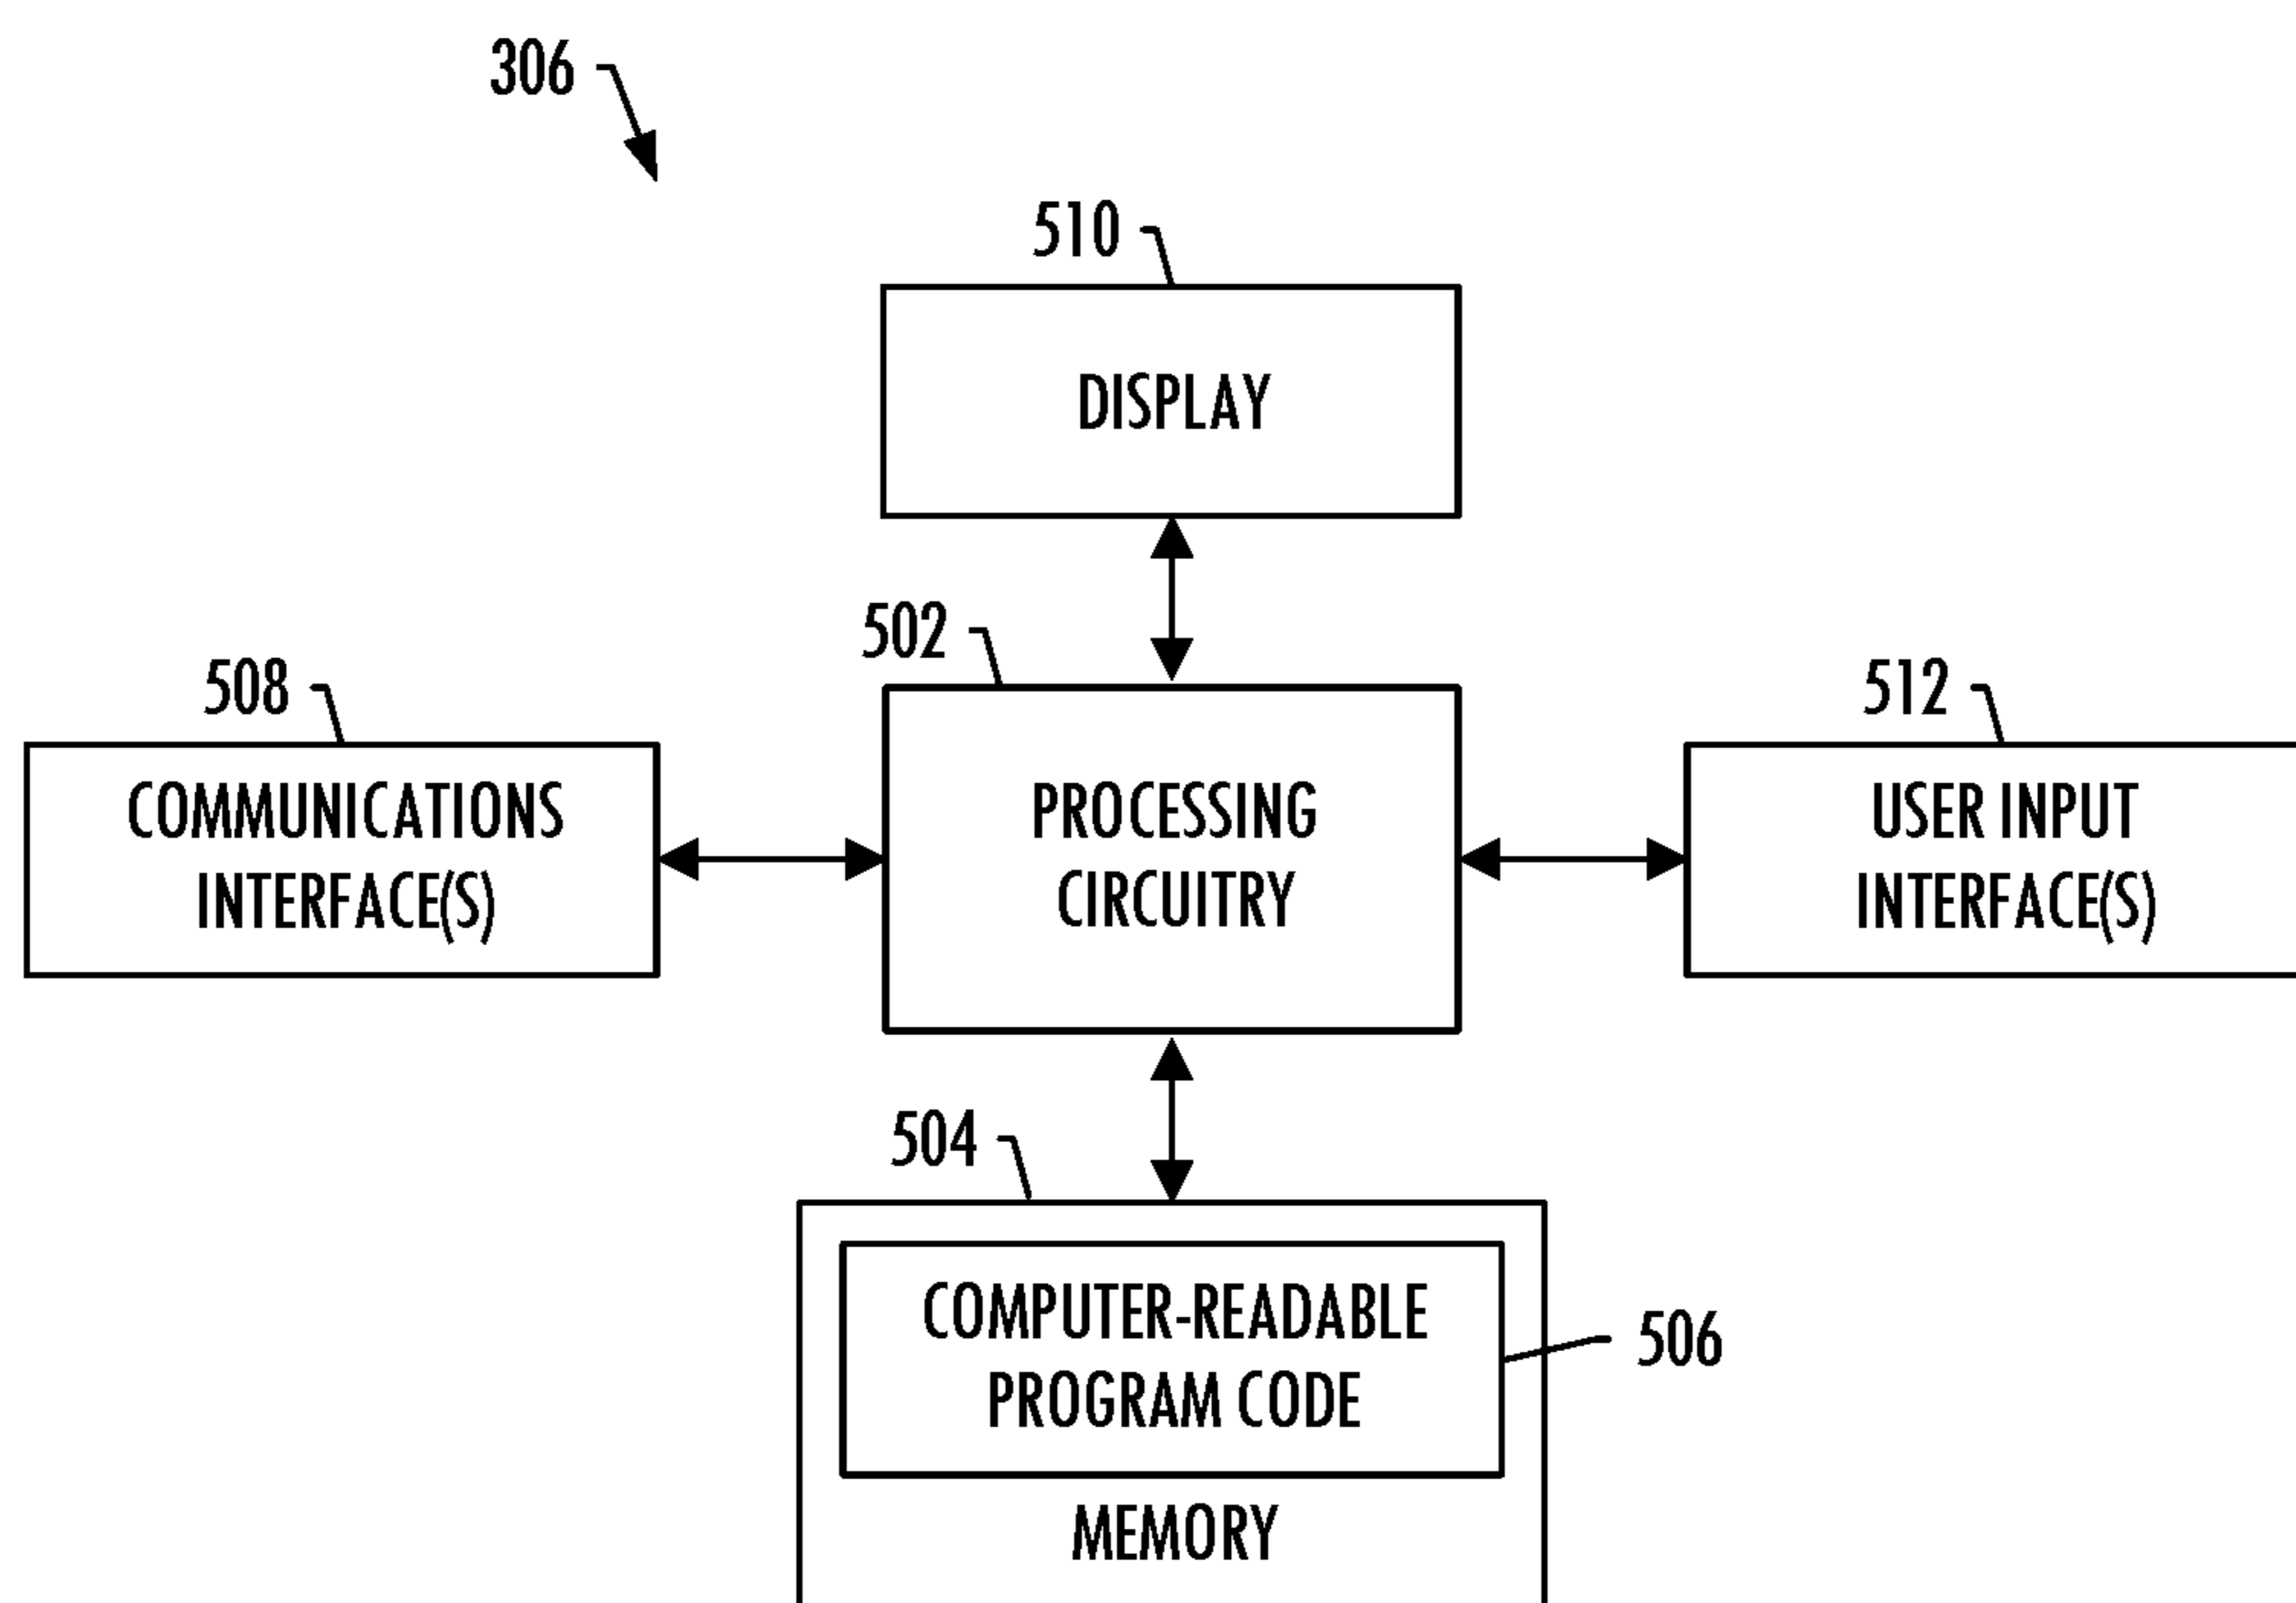 306
510
DISPLAY
502
508
512
COMMUNICATIONS
INTERFACE(S)
PROCESSING
CIRCUITRY
USER INPUT
INTERFACE(S)
504
COMPUTER-READABLE
PROGRAM CODE
506
MEMORY